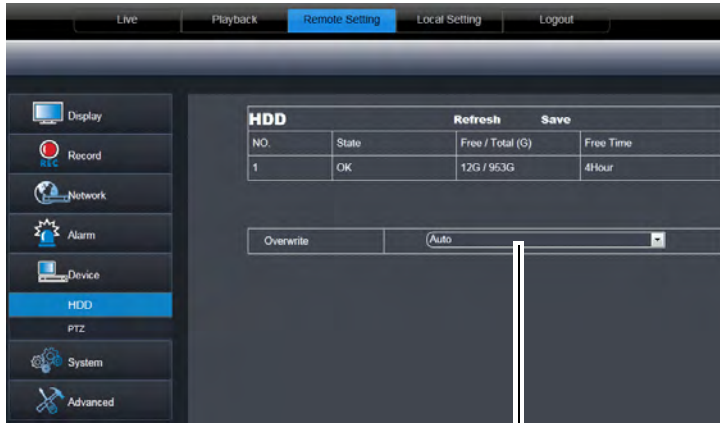 Live Playback Remote Setting Local Setting Logout
Display
Record
REC
Network
Alarm
Device
HDD
PTZ
System
Advanced
HDD Refresh Save
NO. State Free / Total (G) Free Time
1 OK 12G / 953G 4Hour
Overwrite Auto